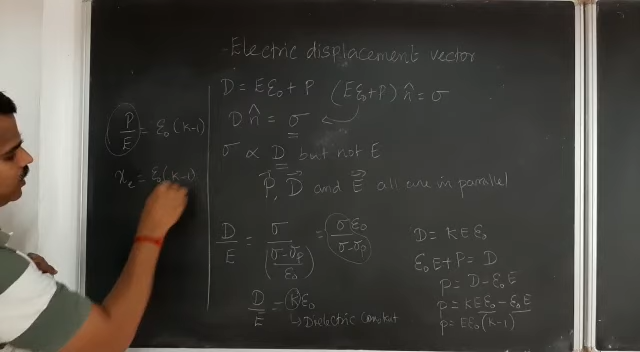 Electric displacement vector
D = Eε₀ + P (Eε₀+P) n̂ = σ
D n̂ = σ
σ ∝ D but not E
P⃗, D⃗ and E⃗ all are in parallel
D/E = σ/((σ-σp)/ε₀) = σε₀/(σ-σp)
D/E = Kε₀
→ Dielectric Constant
P/E = ε₀(K-1)
χe = ε₀(K-1)
D = KEε₀
ε₀E + P = D
P = D - ε₀E
P = KEε₀ - ε₀E
P = Eε₀(K-1)